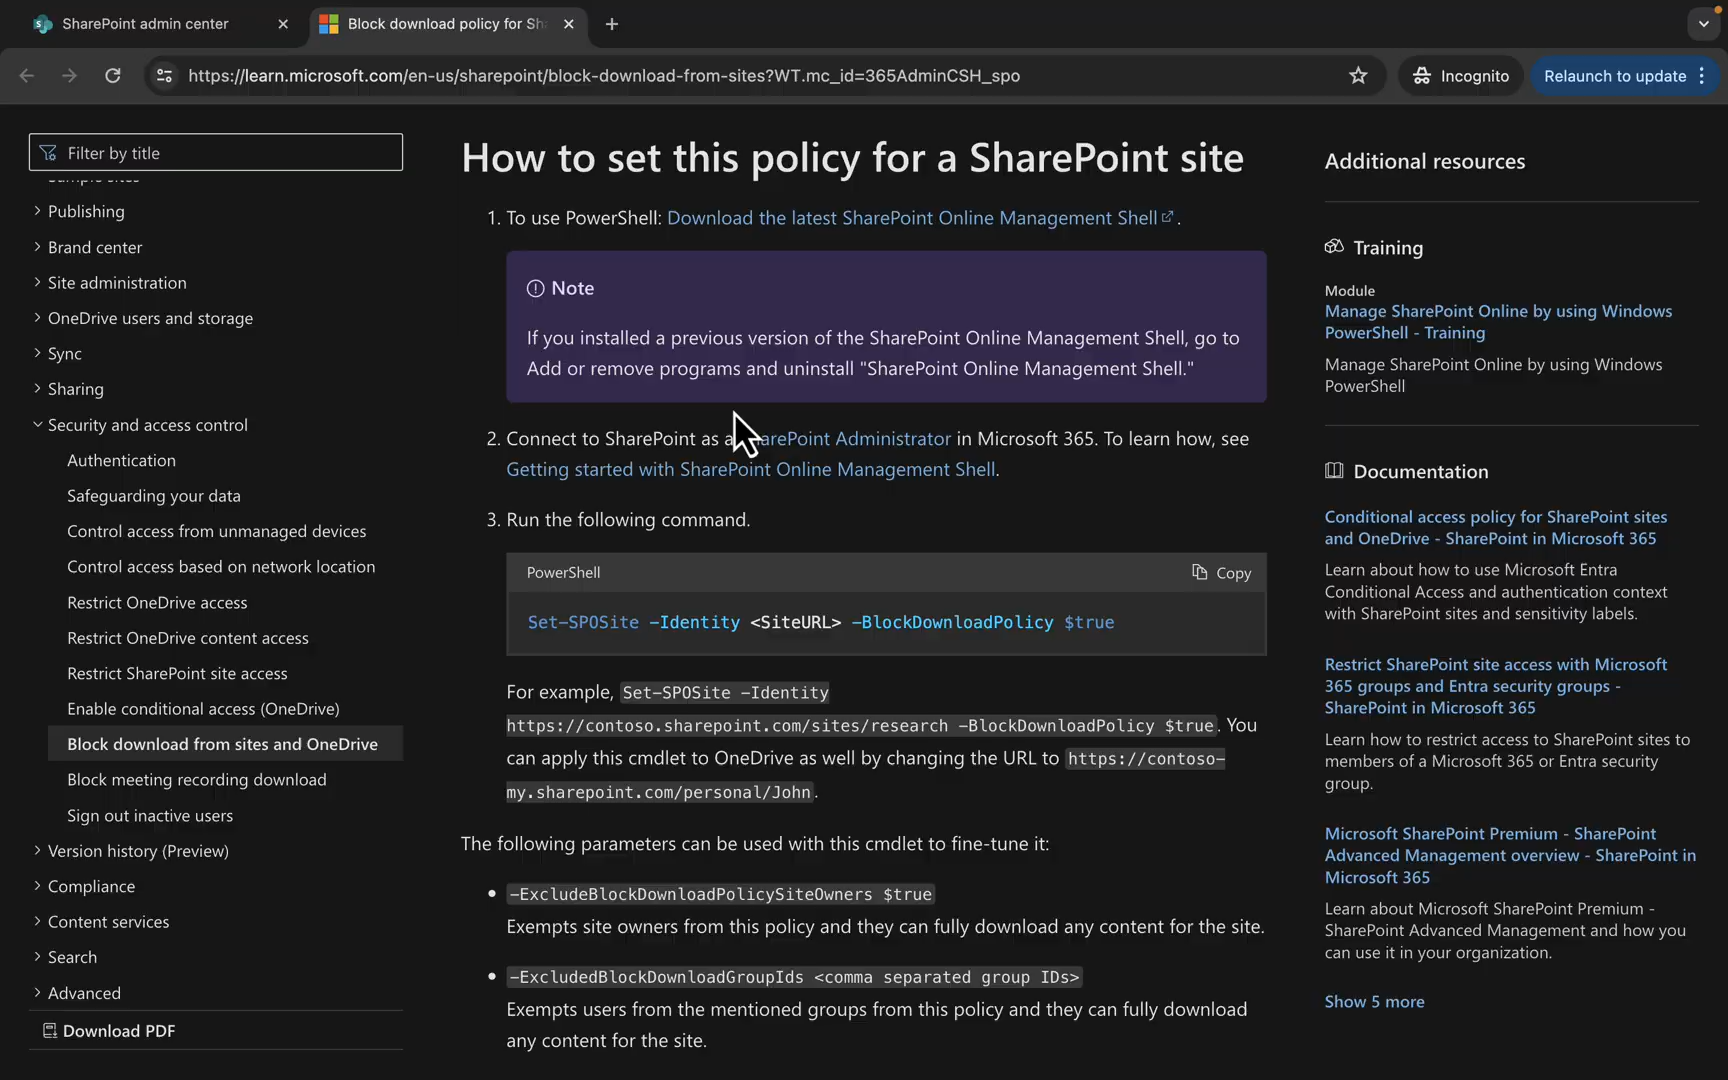 SharePoint admin center
Block download policy for Sh
https://learn.microsoft.com/en-us/sharepoint/block-download-from-sites?WT.mc_id=365AdminCSH_spo
Incognito
Relaunch to update
Filter by title
Publishing
Brand center
Site administration
OneDrive users and storage
Sync
Sharing
Security and access control
Authentication
Safeguarding your data
Control access from unmanaged devices
Control access based on network location
Restrict OneDrive access
Restrict OneDrive content access
Restrict SharePoint site access
Enable conditional access (OneDrive)
Block download from sites and OneDrive
Block meeting recording download
Sign out inactive users
Version history (Preview)
Compliance
Content services
Search
Advanced
Download PDF
How to set this policy for a SharePoint site
1. To use PowerShell: Download the latest SharePoint Online Management Shell.
Note
If you installed a previous version of the SharePoint Online Management Shell, go to
Add or remove programs and uninstall "SharePoint Online Management Shell."
2. Connect to SharePoint as a arePoint Administrator in Microsoft 365. To learn how, see
Getting started with SharePoint Online Management Shell.
3. Run the following command.
PowerShell
Copy
Set-SPOSite -Identity <SiteURL> -BlockDownloadPolicy $true
For example, Set-SPOSite -Identity
https://contoso.sharepoint.com/sites/research -BlockDownloadPolicy $true. You
can apply this cmdlet to OneDrive as well by changing the URL to https://contoso-
my.sharepoint.com/personal/John.
The following parameters can be used with this cmdlet to fine-tune it:
• -ExcludeBlockDownloadPolicySiteOwners $true
Exempts site owners from this policy and they can fully download any content for the site.
• -ExcludedBlockDownloadGroupIds <comma separated group IDs>
Exempts users from the mentioned groups from this policy and they can fully download
any content for the site.
Additional resources
Training
Module
Manage SharePoint Online by using Windows
PowerShell - Training
Manage SharePoint Online by using Windows
PowerShell
Documentation
Conditional access policy for SharePoint sites
and OneDrive - SharePoint in Microsoft 365
Learn about how to use Microsoft Entra
Conditional Access and authentication context
with SharePoint sites and sensitivity labels.
Restrict SharePoint site access with Microsoft
365 groups and Entra security groups -
SharePoint in Microsoft 365
Learn how to restrict access to SharePoint sites to
members of a Microsoft 365 or Entra security
group.
Microsoft SharePoint Premium - SharePoint
Advanced Management overview - SharePoint in
Microsoft 365
Learn about Microsoft SharePoint Premium -
SharePoint Advanced Management and how you
can use it in your organization.
Show 5 more